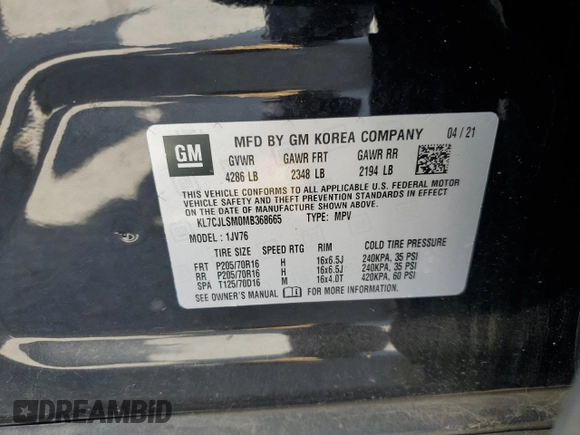 GM
MFD BY GM KOREA COMPANY 04/21
GVWR GAWR FRT GAWR RR
4286 LB 2348 LB 2194 LB
THIS VEHICLE CONFORMS TO ALL APPLICABLE U.S. FEDERAL MOTOR
VEHICLE SAFETY AND THEFT PREVENTION STANDARDS IN EFFECT
ON THE DATE OF MANUFACTURE SHOWN ABOVE.
KL7CJLSM0MB368665 TYPE: MPV
MODEL: 1JV76
TIRE SIZE SPEED RTG RIM COLD TIRE PRESSURE
FRT P205/70R16 H 16x6.5J 240KPA, 35 PSI
RR P205/70R16 H 16x6.5J 240KPA, 35 PSI
SPA T125/70D16 M 16x4.0T 420KPA, 60 PSI
SEE OWNER'S MANUAL FOR MORE INFORMATION.
DREAMBID